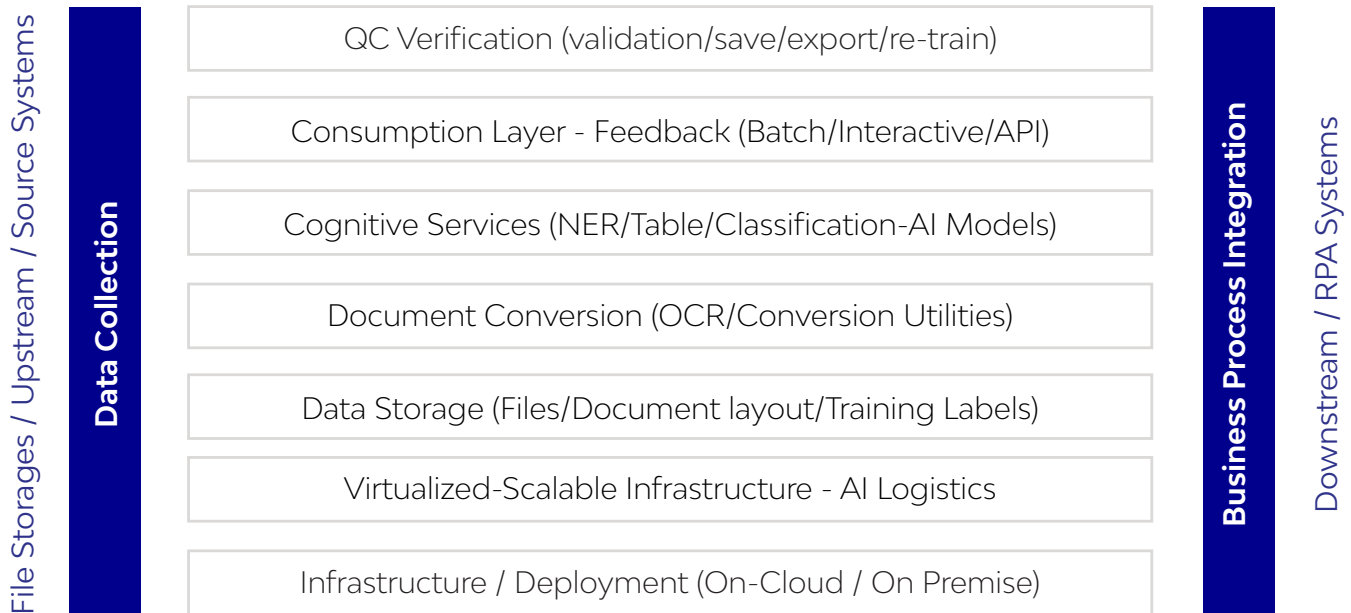 File Storages / Upstream / Source Systems
Data Collection
QC Verification (validation/save/export/re-train)
Consumption Layer - Feedback (Batch/Interactive/API)
Cognitive Services (NER/Table/Classification-AI Models)
Document Conversion (OCR/Conversion Utilities)
Data Storage (Files/Document layout/Training Labels)
Virtualized-Scalable Infrastructure - AI Logistics
Infrastructure / Deployment (On-Cloud / On Premise)
Business Process Integration
Downstream / RPA Systems